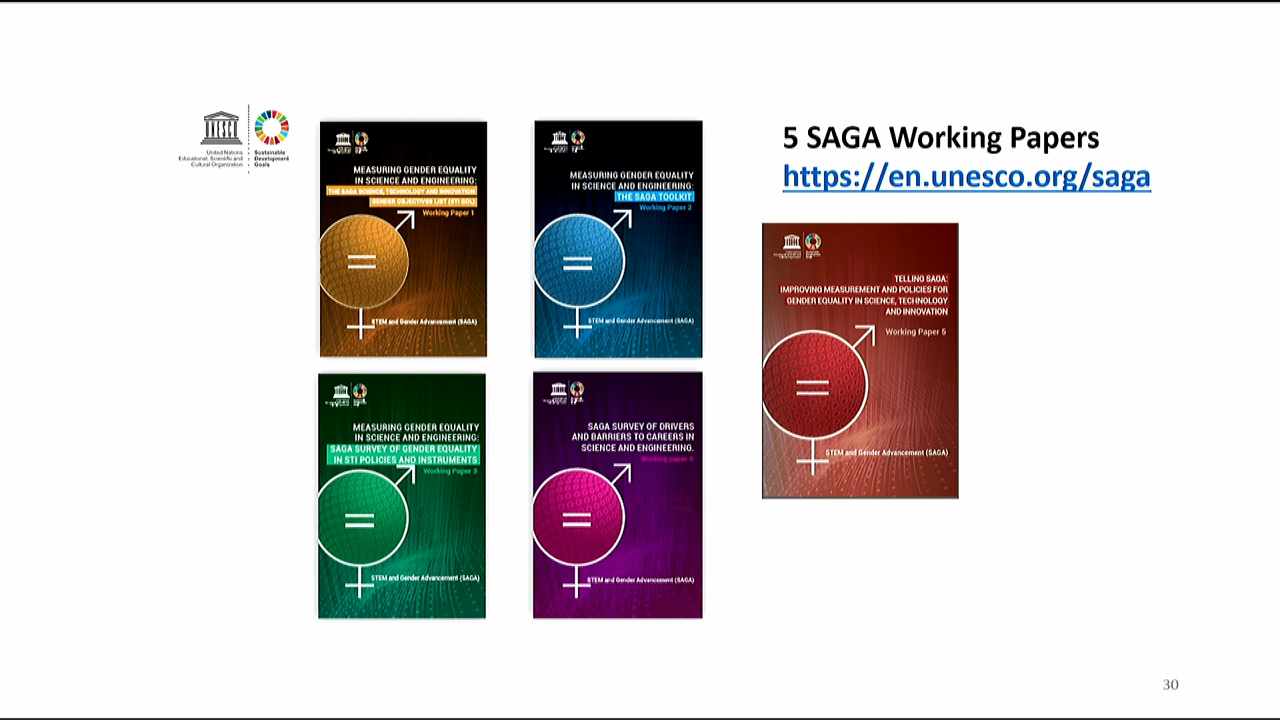 UNESCO
United Nations
Educational, Scientific and
Cultural Organization
Sustainable
Development
Goals
MEASURING GENDER EQUALITY
IN SCIENCE AND ENGINEERING:
THE SAGA SCIENCE, TECHNOLOGY AND INNOVATION
GENDER OBJECTIVES LIST (STI GOL)
Working Paper 1
STEM and Gender Advancement (SAGA)
MEASURING GENDER EQUALITY
IN SCIENCE AND ENGINEERING:
THE SAGA TOOLKIT
Working Paper 2
STEM and Gender Advancement (SAGA)
5 SAGA Working Papers
https://en.unesco.org/saga
TELLING SAGA:
IMPROVING MEASUREMENT AND POLICIES FOR
GENDER EQUALITY IN SCIENCE, TECHNOLOGY
AND INNOVATION
Working Paper 5
STEM and Gender Advancement (SAGA)
MEASURING GENDER EQUALITY
IN SCIENCE AND ENGINEERING:
SAGA SURVEY OF GENDER EQUALITY
IN STI POLICIES AND INSTRUMENTS
Working Paper 3
STEM and Gender Advancement (SAGA)
SAGA SURVEY OF DRIVERS
AND BARRIERS TO CAREERS IN
SCIENCE AND ENGINEERING.
Working paper 4
STEM and Gender Advancement (SAGA)
30